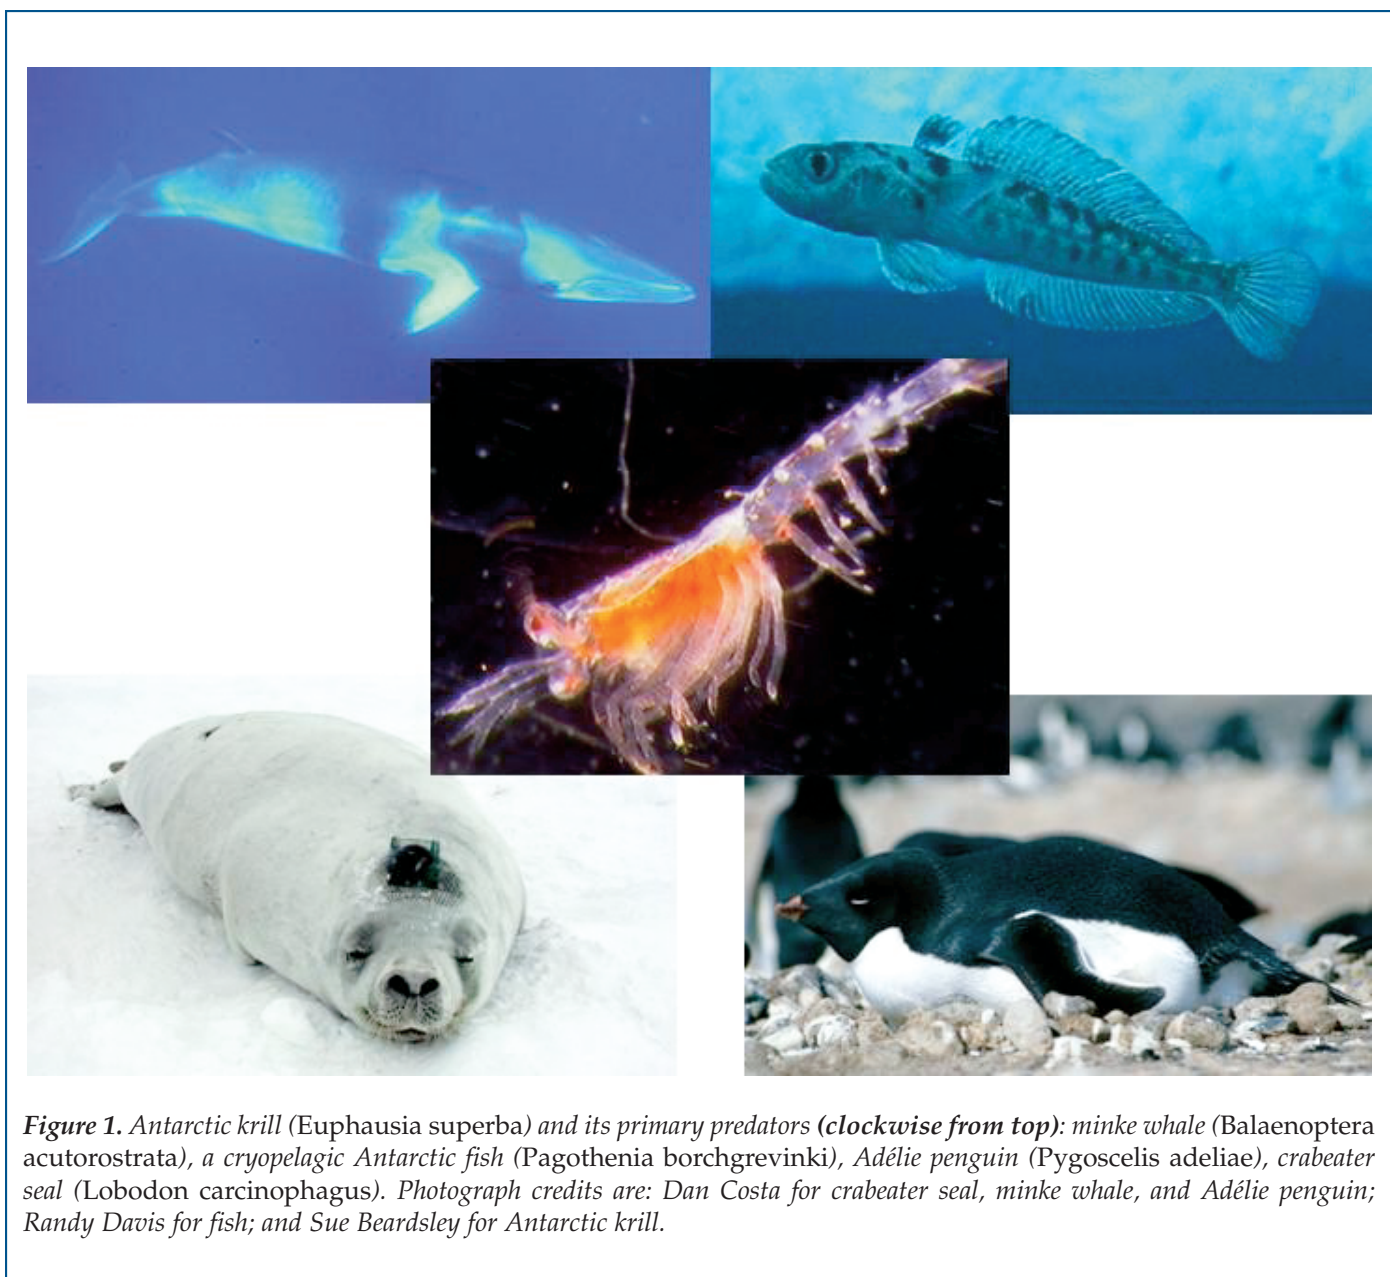 Figure 1. Antarctic krill (Euphausia superba) and its primary predators (clockwise from top): minke whale (Balaenoptera
acutorostrata), a cryopelagic Antarctic fish (Pagothenia borchgrevinki), Adélie penguin (Pygoscelis adeliae), crabeater
seal (Lobodon carcinophagus). Photograph credits are: Dan Costa for crabeater seal, minke whale, and Adélie penguin;
Randy Davis for fish; and Sue Beardsley for Antarctic krill.